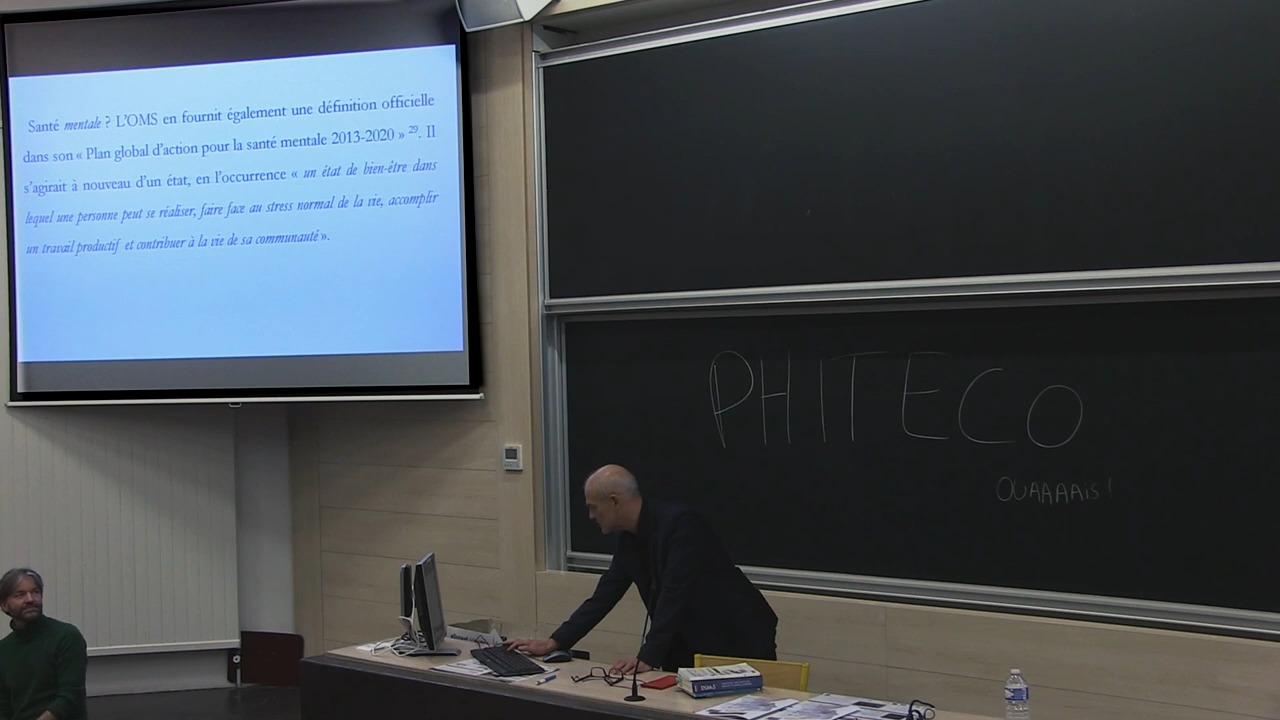 Santé mentale ? L'OMS en fournit également une définition officielle
dans son « Plan global d'action pour la santé mentale 2013-2020 » 29. Il
s'agirait à nouveau d'un état, en l'occurrence « un état de bien-être dans
lequel une personne peut se réaliser, faire face au stress normal de la vie, accomplir
un travail productif et contribuer à la vie de sa communauté ».
PHITECO
OUAAAAis !